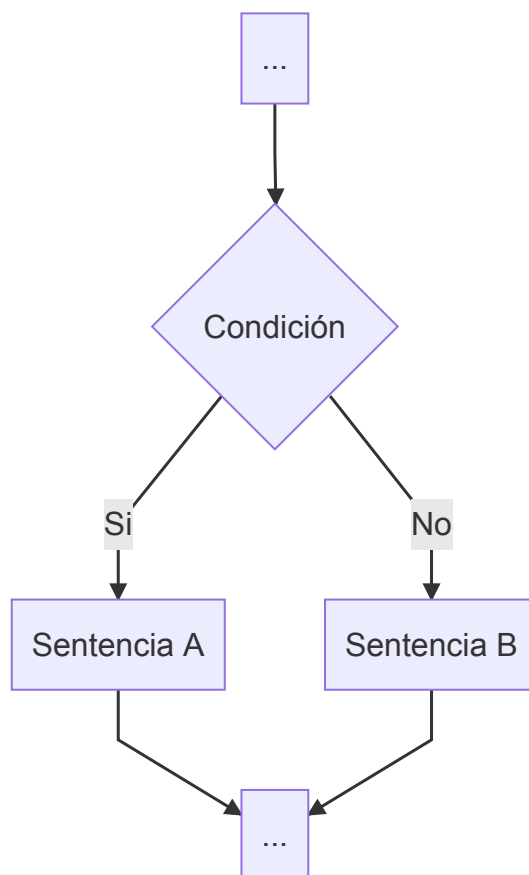 ...
Condición
Si
No
Sentencia A
Sentencia B
...